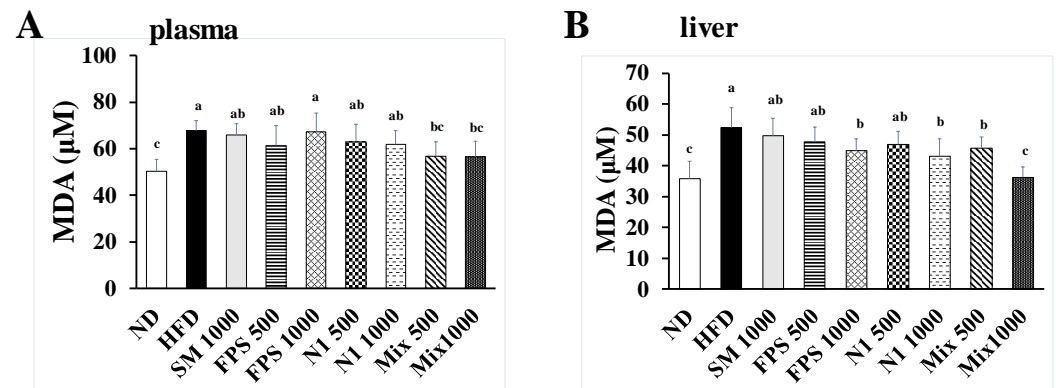 A plasma
MDA (µM)
100
80
60
40
20
0
c
a
ab
ab
a
ab
ab
bc
bc
ND
HFD
SM 1000
FPS 500
FPS 1000
N1 500
N1 1000
Mix 500
Mix1000
B liver
MDA (µM)
70
60
50
40
30
20
10
0
c
a
ab
ab
b
ab
b
b
c
ND
HFD
SM 1000
FPS 500
FPS 1000
N1 500
N1 1000
Mix 500
Mix1000